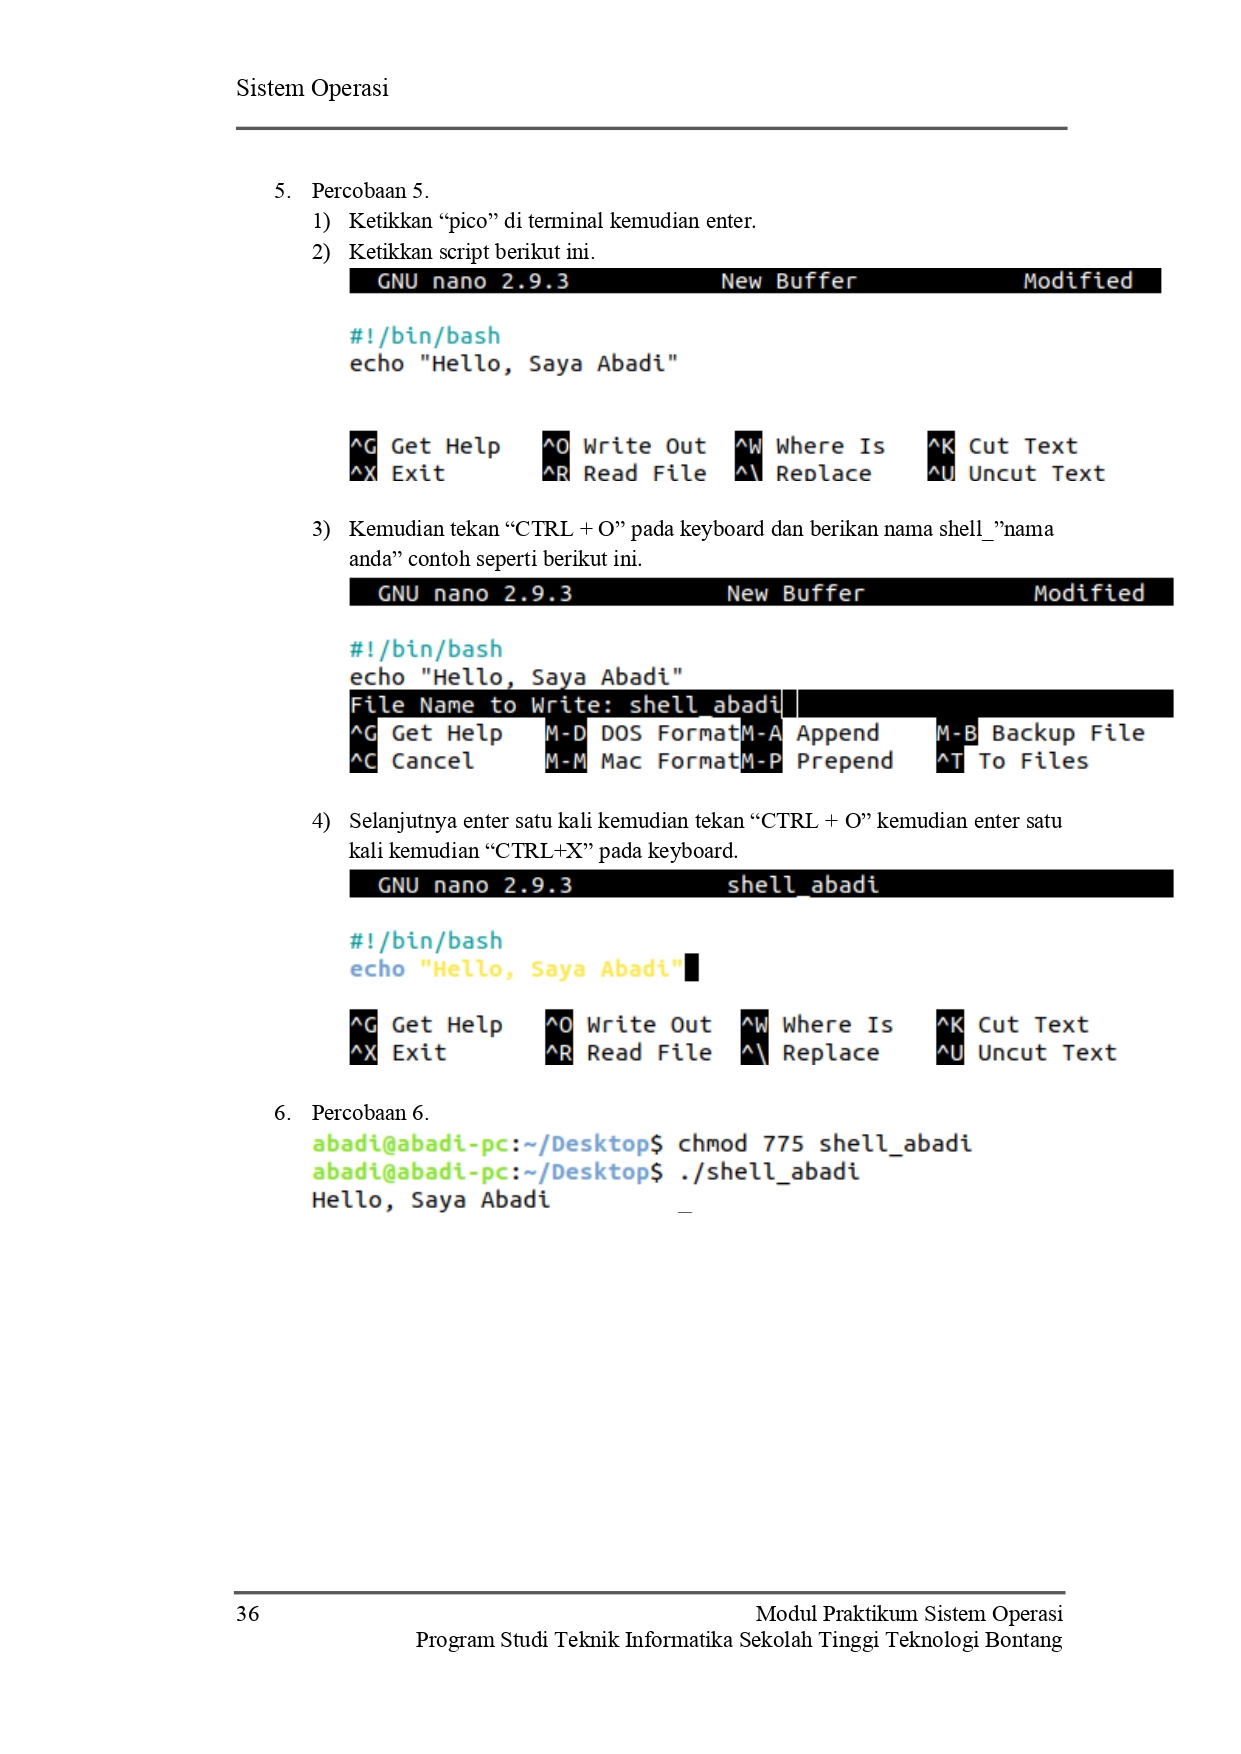 Sistem Operasi
5. Percobaan 5.
1) Ketikkan “pico” di terminal kemudian enter.
2) Ketikkan script berikut ini.
GNU nano 2.9.3 New Buffer Modified
#!/bin/bash
echo "Hello, Saya Abadi"
^G Get Help ^O Write Out ^W Where Is ^K Cut Text
^X Exit ^R Read File ^\ Replace ^U Uncut Text
3) Kemudian tekan “CTRL + O” pada keyboard dan berikan nama shell_”nama
anda” contoh seperti berikut ini.
GNU nano 2.9.3 New Buffer Modified
#!/bin/bash
echo "Hello, Saya Abadi"
File Name to Write: shell_abadi
^G Get Help M-D DOS Format M-A Append M-B Backup File
^C Cancel M-M Mac Format M-P Prepend ^T To Files
4) Selanjutnya enter satu kali kemudian tekan “CTRL + O” kemudian enter satu
kali kemudian “CTRL+X” pada keyboard.
GNU nano 2.9.3 shell_abadi
#!/bin/bash
echo "Hello, Saya Abadi"
^G Get Help ^O Write Out ^W Where Is ^K Cut Text
^X Exit ^R Read File ^\ Replace ^U Uncut Text
6. Percobaan 6.
abadi@abadi-pc:~/Desktop$ chmod 775 shell_abadi
abadi@abadi-pc:~/Desktop$ ./shell_abadi
Hello, Saya Abadi
36 Modul Praktikum Sistem Operasi
Program Studi Teknik Informatika Sekolah Tinggi Teknologi Bontang